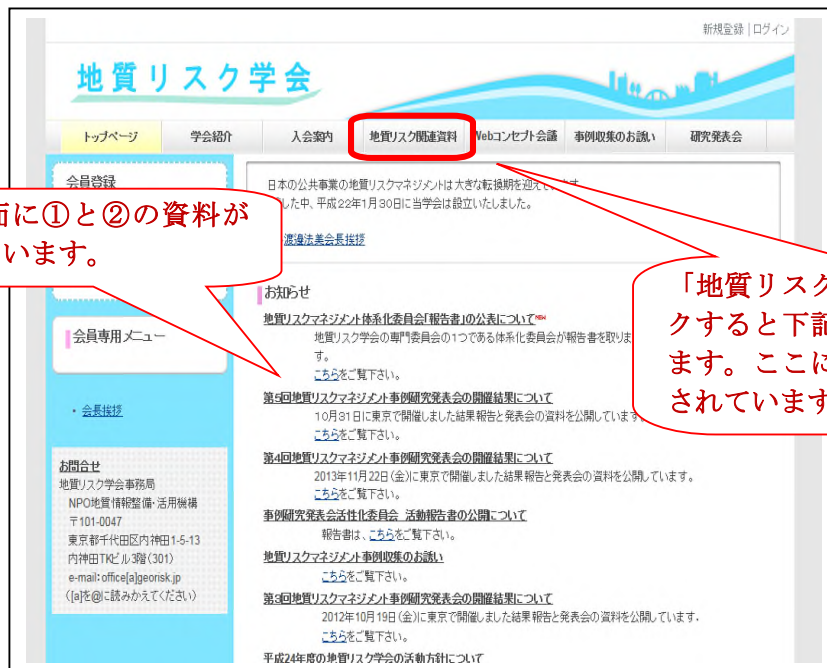 新規登録 | ログイン
地質リスク学会
トップページ 学会紹介 入会案内 地質リスク関連資料 Webコンセプト会議 事例収集のお誘い 研究発表会
会員登録
日本の公共事業の地質リスクマネジメントは大きな転換期を迎えて
した中、平成22年1月30日に当学会は設立いたしました。
渡邉法美会長挨拶
面に①と②の資料が
います。
「地質リスク
クすると下記
ます。ここに
されています
お知らせ
地質リスクマネジメント体系化委員会「報告書」の公表について NEW
地質リスク学会の専門委員会の1つである体系化委員会が報告書を取りま
す。
こちらをご覧下さい。
第5回地質リスクマネジメント事例研究発表会の開催結果について
10月31日に東京で開催しました結果報告と発表会の資料を公開しています。
こちらをご覧下さい。
第4回地質リスクマネジメント事例研究発表会の開催結果について
2013年11月22日(金)に東京で開催しました結果報告と発表会の資料を公開しています。
こちらをご覧下さい。
事例研究発表会活性化委員会 活動報告書の公開について
報告書は、こちらをご覧下さい。
地質リスクマネジメント事例収集のお誘い
こちらをご覧下さい。
第3回地質リスクマネジメント事例研究発表会の開催結果について
2012年10月19日(金)に東京で開催しました結果報告と発表会の資料を公開しています.
こちらをご覧下さい。
平成24年度の地質リスク学会の活動方針について
会員専用メニュー
・ 会長挨拶
お問合せ
地質リスク学会事務局
NPO地質情報整備・活用機構
〒101-0047
東京都千代田区内神田1-5-13
内神田TKビル3階(301)
e-mail:office[a]georisk.jp
([a]を@に読みかえてください)